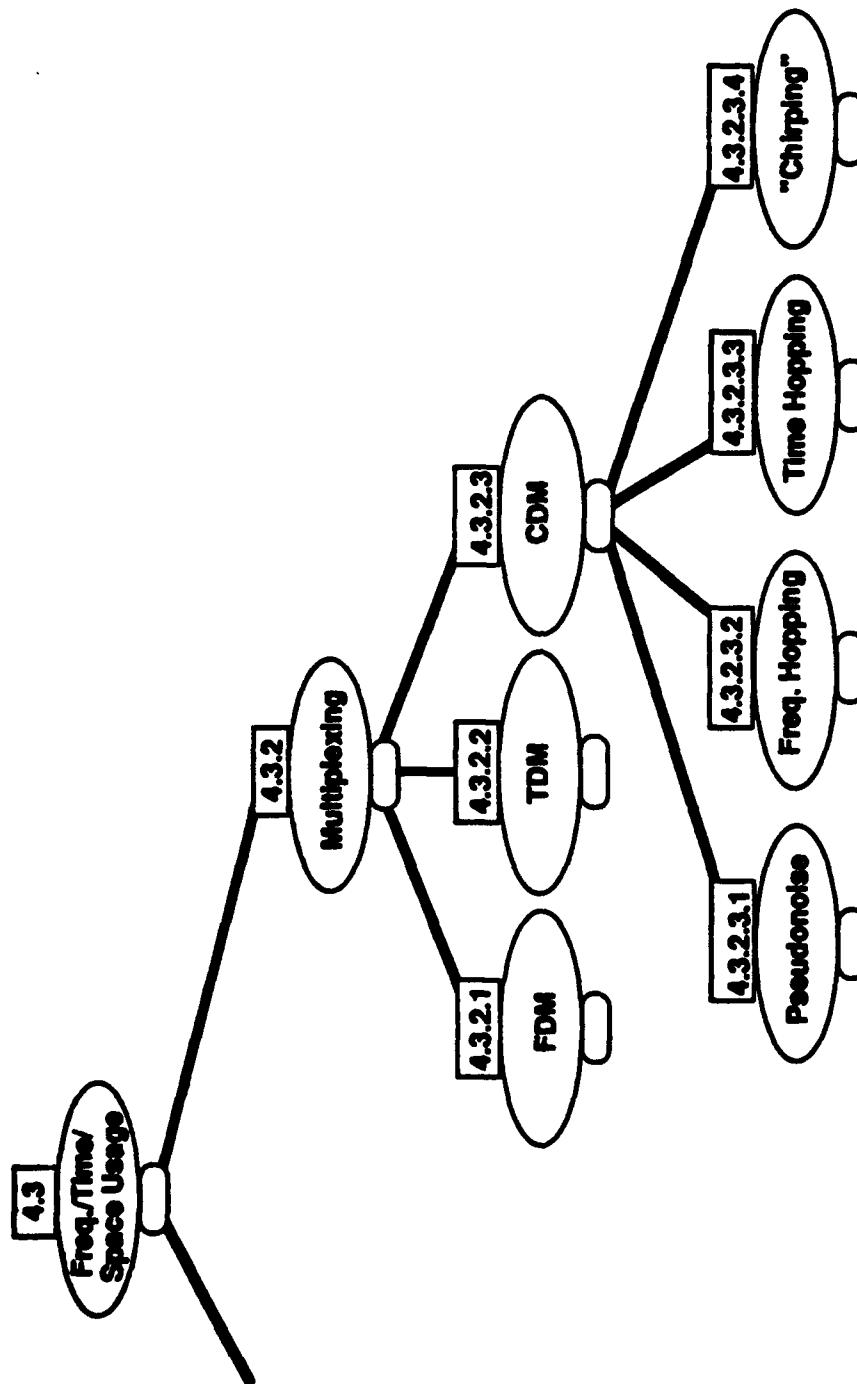 4.3
Freq./Time/
Space Usage
4.3.2
Multiplexing
4.3.2.1
FDM
4.3.2.2
TDM
4.3.2.3
CDM
4.3.2.3.1
Pseudonoise
4.3.2.3.2
Freq. Hopping
4.3.2.3.3
Time Hopping
4.3.2.3.4
"Chirping"